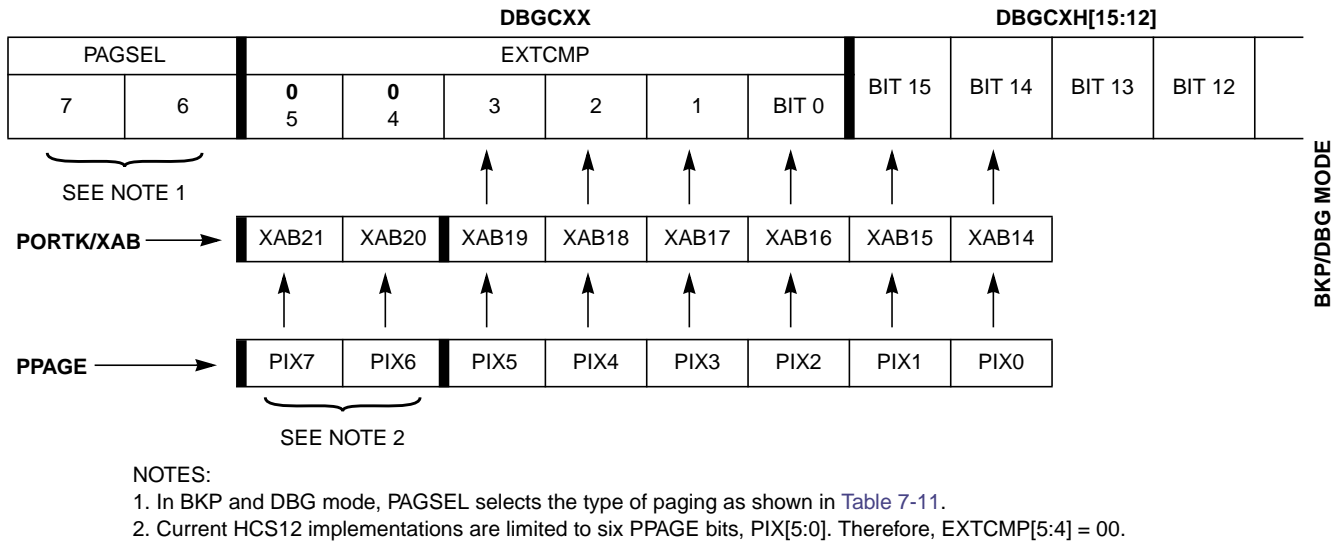 DBGCXX DBGCXH[15:12]
PAGSEL EXTCMP
BIT 15 BIT 14 BIT 13 BIT 12
0 0
7 6 5 4 3 2 1 BIT 0
SEE NOTE 1
BKP/DBG MODE
PORTK/XAB XAB21 XAB20 XAB19 XAB18 XAB17 XAB16 XAB15 XAB14
PPAGE PIX7 PIX6 PIX5 PIX4 PIX3 PIX2 PIX1 PIX0
SEE NOTE 2
NOTES:
1. In BKP and DBG mode, PAGSEL selects the type of paging as shown in Table 7-11.
2. Current HCS12 implementations are limited to six PPAGE bits, PIX[5:0]. Therefore, EXTCMP[5:4] = 00.